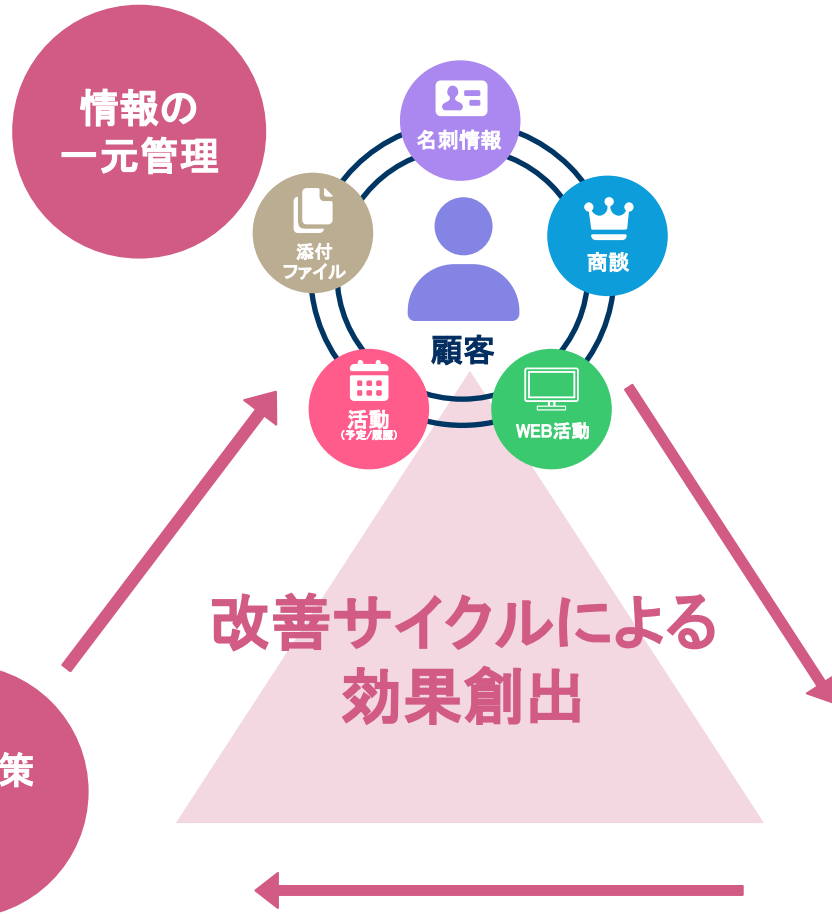 情報の
一元管理
名刺情報
添付
ファイル
商談
顧客
活動
(予定/履歴)
WEB活動
改善サイクルによる
効果創出
策